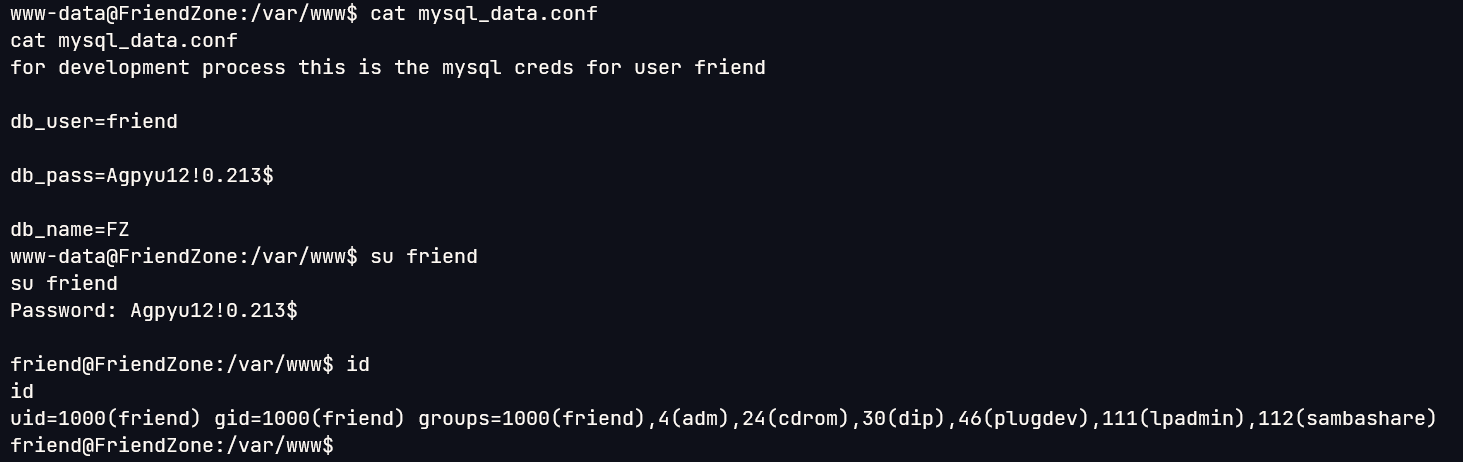 www-data@FriendZone:/var/www$ cat mysql_data.conf
cat mysql_data.conf
for development process this is the mysql creds for user friend
db_user=friend
db_pass=Agpyu12!0.213$
db_name=FZ
www-data@FriendZone:/var/www$ su friend
su friend
Password: Agpyu12!0.213$
friend@FriendZone:/var/www$ id
id
uid=1000(friend) gid=1000(friend) groups=1000(friend),4(adm),24(cdrom),30(dip),46(plugdev),111(lpadmin),112(sambashare)
friend@FriendZone:/var/www$